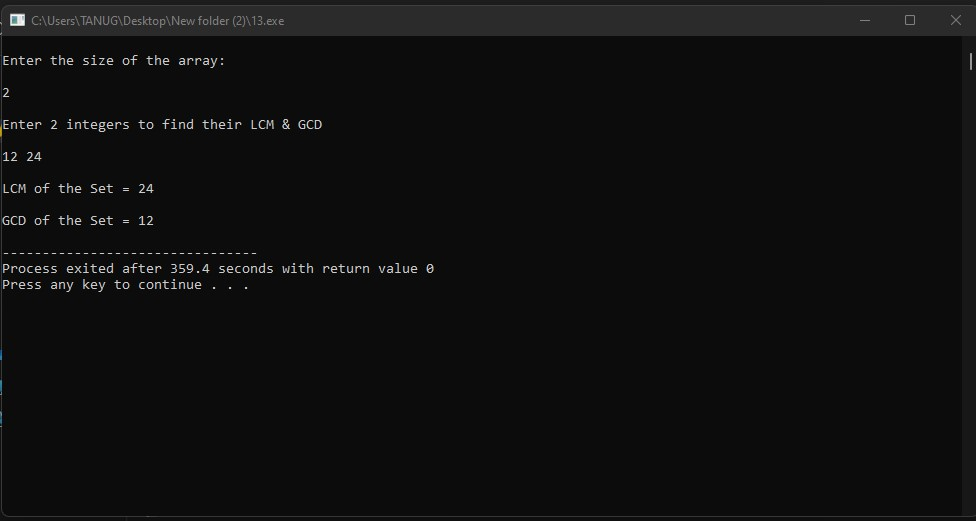 C:\Users\TANUG\Desktop\New folder (2)\13.exe
Enter the size of the array:
2
Enter 2 integers to find their LCM & GCD
12 24
LCM of the Set = 24
GCD of the Set = 12
--------------------------------
Process exited after 359.4 seconds with return value 0
Press any key to continue . . .